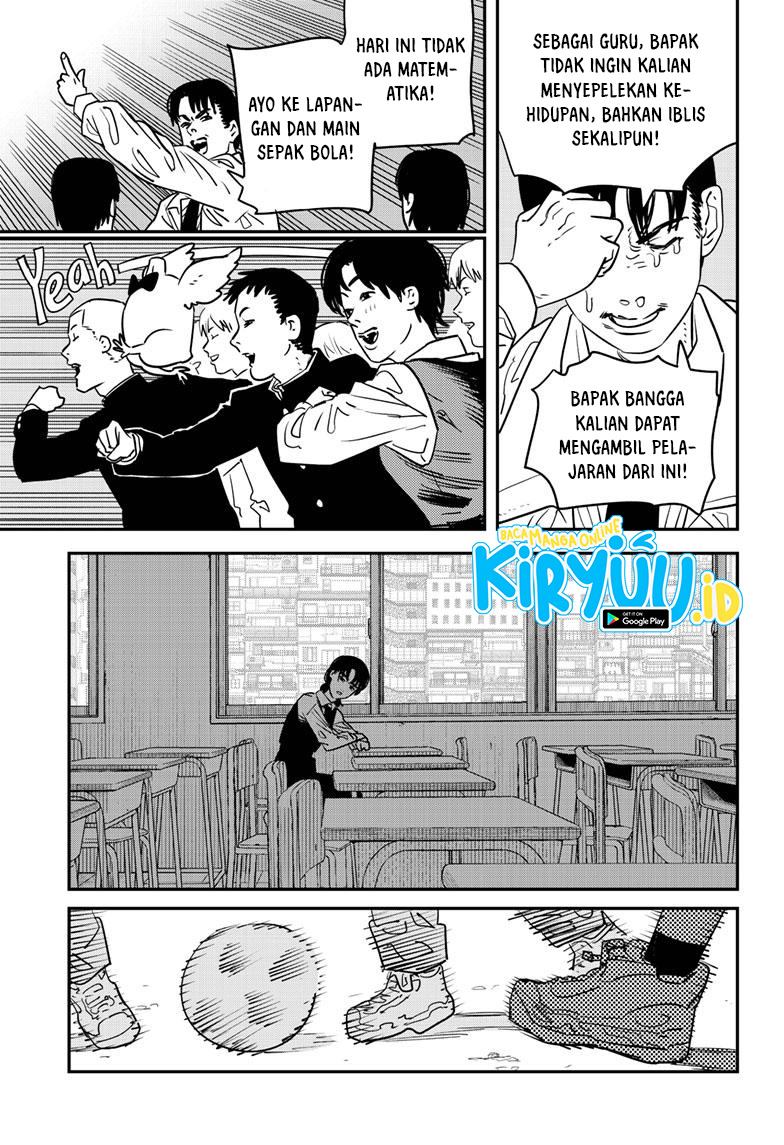 SEBAGAI GURU, BAPAK
TIDAK INGIN KALIAN
MENYEPELEKAN KE-
HIDUPAN, BAHKAN IBLIS
SEKALIPUN!
BAPAK BANGGA
KALIAN DAPAT
MENGAMBIL PELA-
JARAN DARI INI!
HARI INI TIDAK
ADA MATEM-
ATIKA!
AYO KE LAPAN-
GAN DAN MAIN
SEPAK BOLA!
Yeah
BACA MANGA ONLINE
KIRYUU.iD
GET IT ON
Google Play